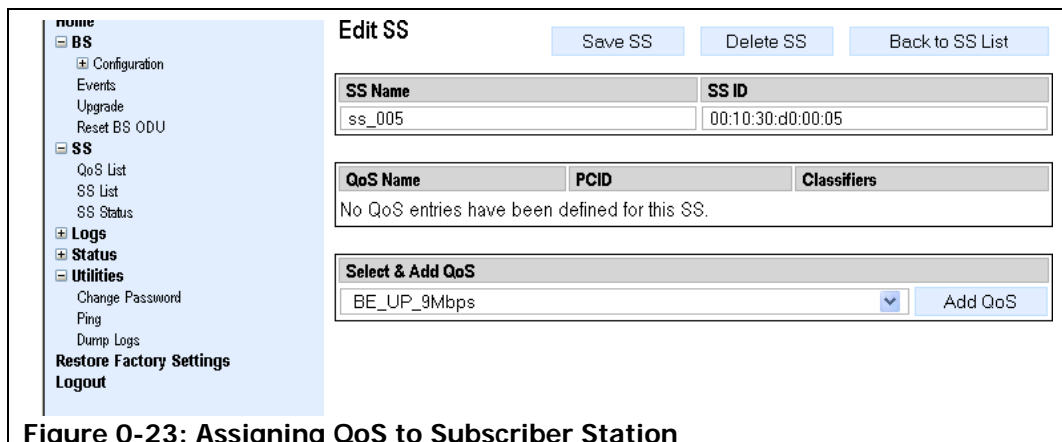 Home
BS
Configuration
Events
Upgrade
Reset BS ODU
SS
QoS List
SS List
SS Status
Logs
Status
Utilities
Change Password
Ping
Dump Logs
Restore Factory Settings
Logout
Edit SS
Save SS Delete SS Back to SS List
SS Name SS ID
ss_005 00:10:30:d0:00:05
QoS Name PCID Classifiers
No QoS entries have been defined for this SS.
Select & Add QoS
BE_UP_9Mbps Add QoS
Figure 0-23: Assigning QoS to Subscriber Station